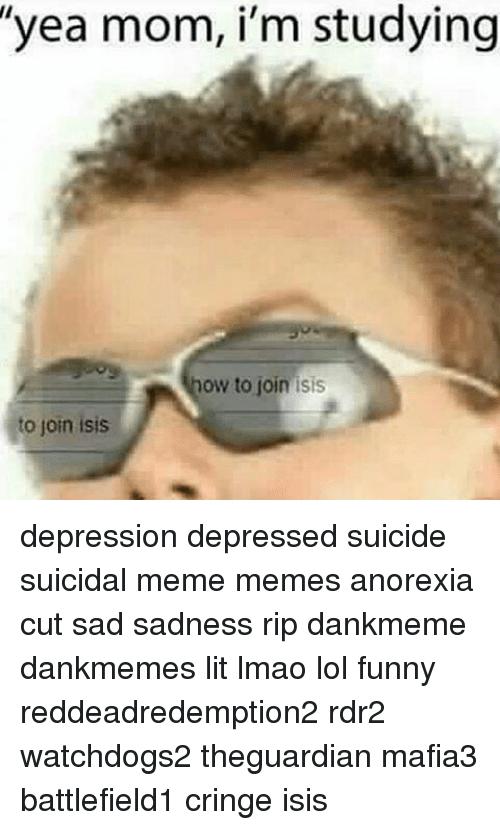 "yea mom, i'm studying
how to join isis
to join isis
depression depressed suicide
suicidal meme memes anorexia
cut sad sadness rip dankmeme
dankmemes lit lmao lol funny
reddeadredemption2 rdr2
watchdogs2 theguardian mafia3
battlefield1 cringe isis